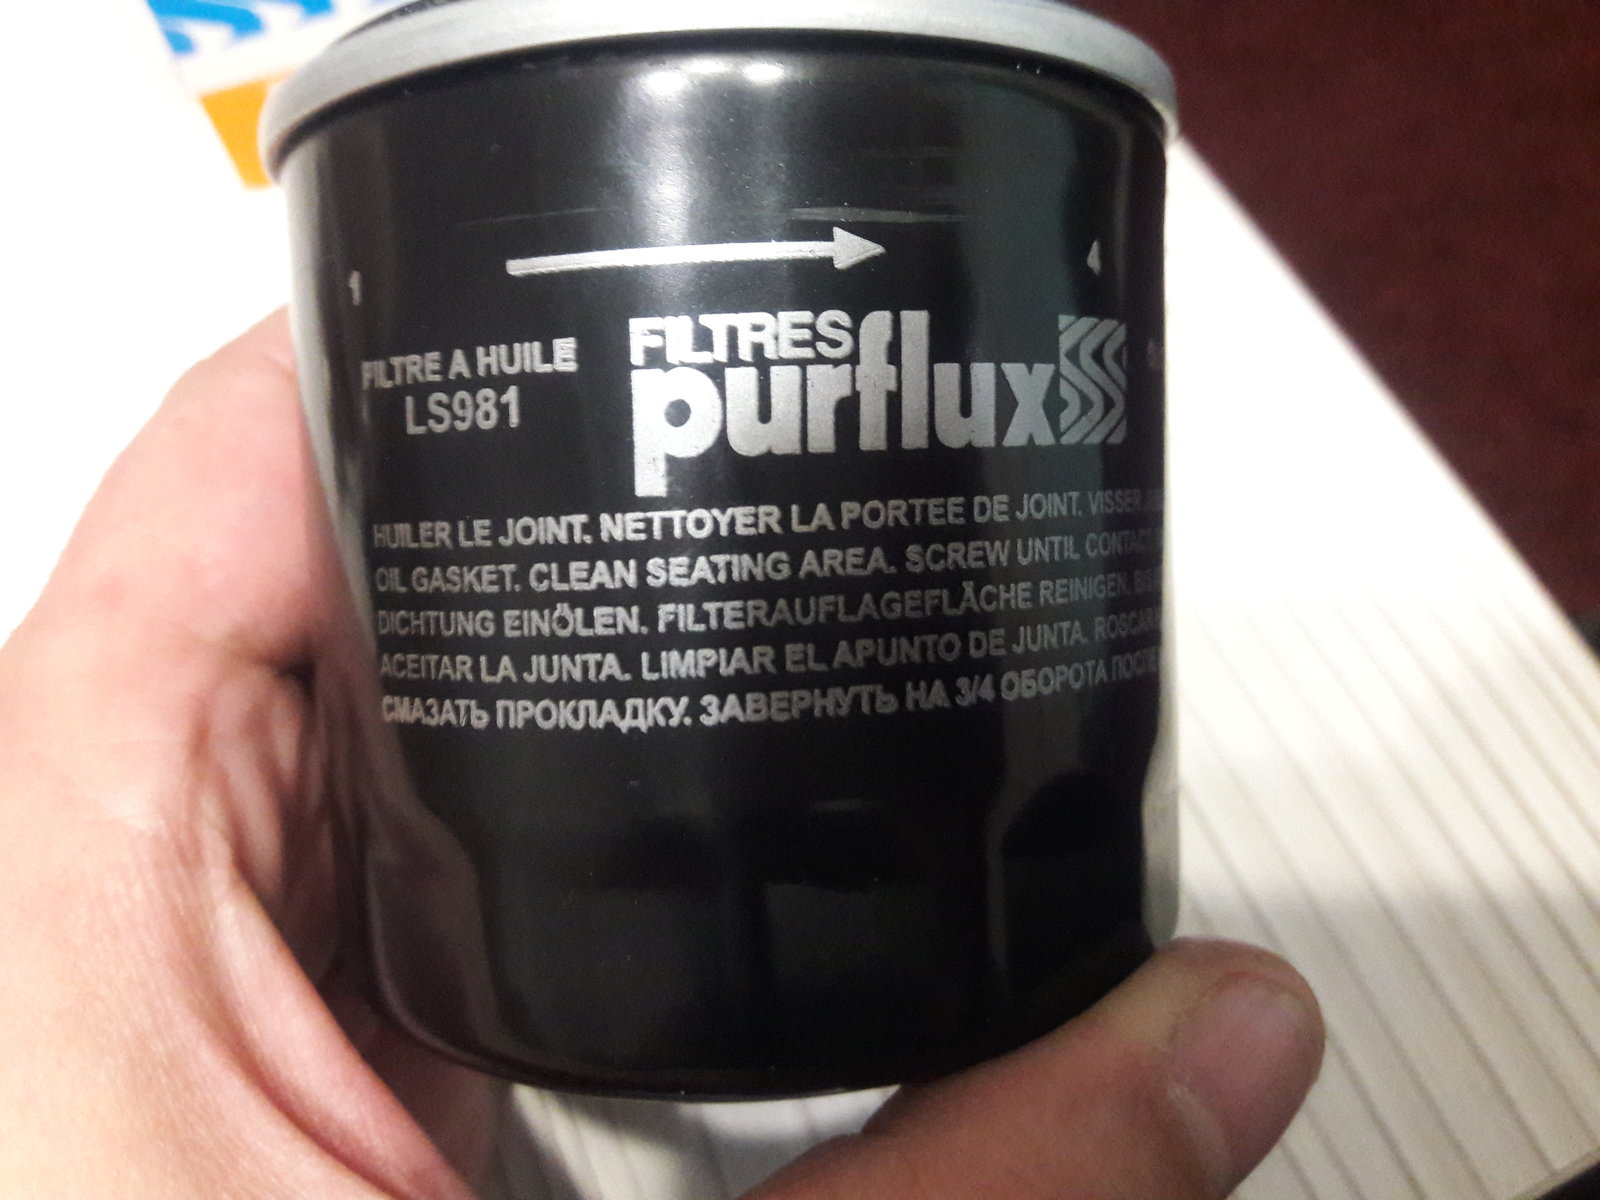 1
4
FILTRE A HUILE
LS981
FILTRES
purflux
HUILER LE JOINT. NETTOYER LA PORTEE DE JOINT. VISSER
OIL GASKET. CLEAN SEATING AREA. SCREW UNTIL CONTACT
DICHTUNG EINÖLEN. FILTERAUFLAGEFLÄCHE REINIGEN.
ACEITAR LA JUNTA. LIMPIAR EL APUNTO DE JUNTA. ROSCAR
СМАЗАТЬ ПРОКЛАДКУ. ЗАВЕРНУТЬ НА 3/4 ОБОРОТА ПОСЛЕ